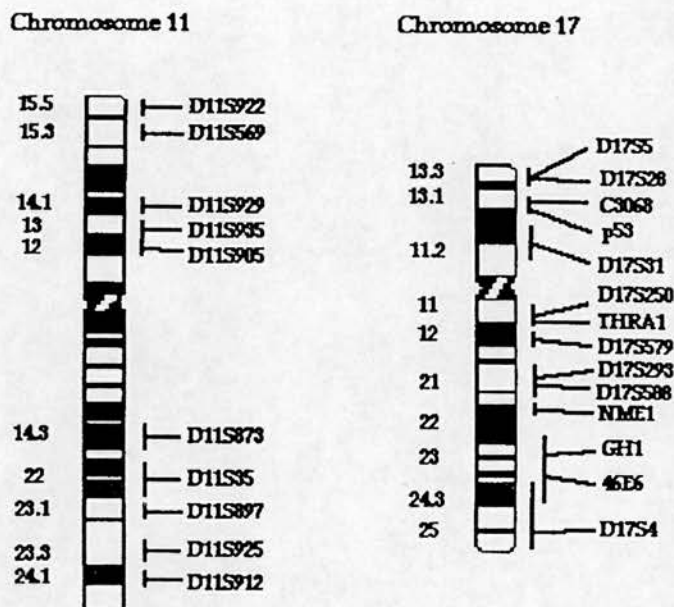 Chromosome 11
15.5
D11S922
15.3
D11S569
14.1
D11S929
13
D11S935
12
D11S905
14.3
D11S873
22
D11S35
23.1
D11S897
23.3
D11S925
24.1
D11S912
Chromosome 17
D17S5
13.3
D17S28
13.1
C3068
p53
11.2
D17S31
D17S250
11
THRA1
12
D17S579
D17S293
21
D17S588
NME1
22
GH1
23
46E6
24.3
25
D17S4